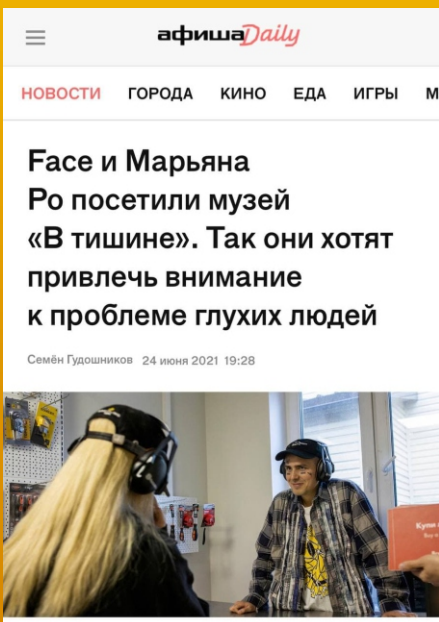 афишаDaily
НОВОСТИ ГОРОДА КИНО ЕДА ИГРЫ М
Face и Марьяна
Ро посетили музей
«В тишине». Так они хотят
привлечь внимание
к проблеме глухих людей
Семён Гудошников 24 июня 2021 19:28